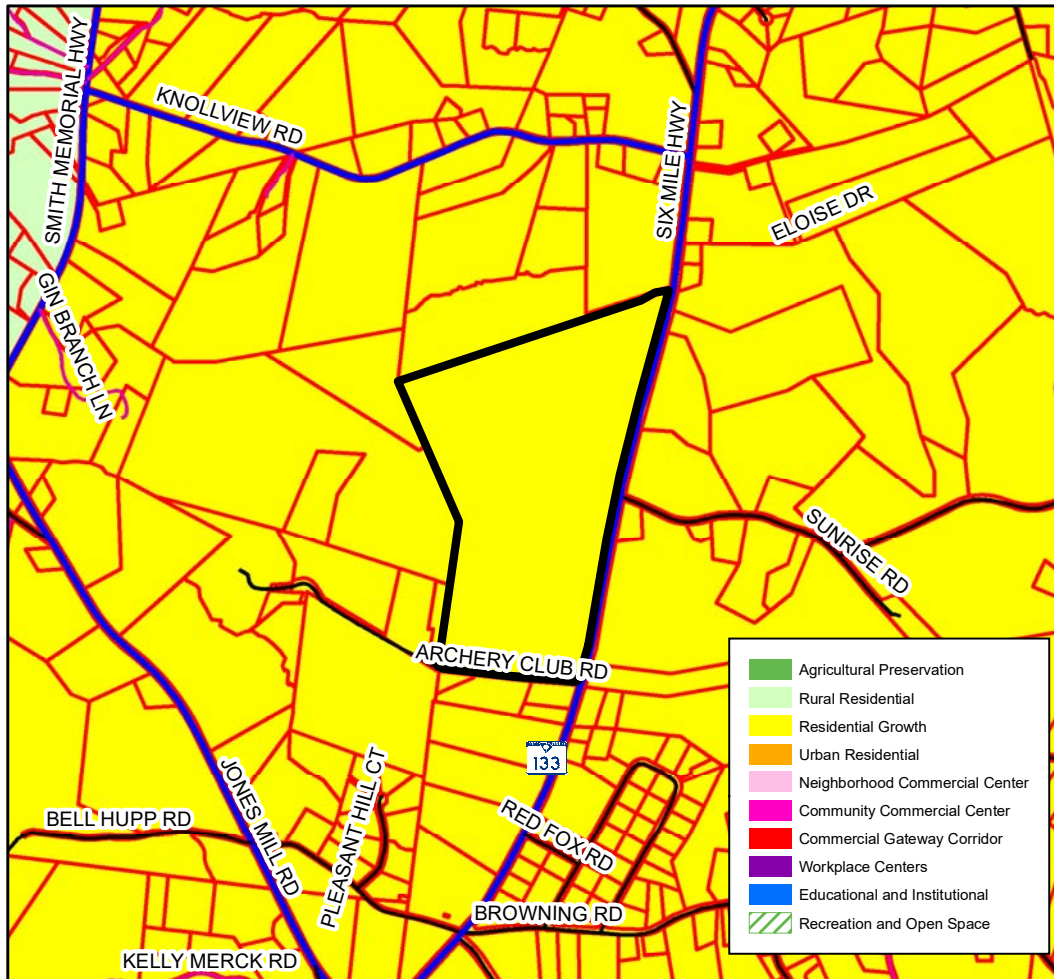 SMITH MEMORIAL HWY
KNOLLVIEW RD
SIX MILE HWY
ELOISE DR
GIN BRANCH LN
SUNRISE RD
ARCHERY CLUB RD
133
JONES MILL RD
PLEASANT HILL CT
BELL HUPP RD
RED FOX RD
BROWNING RD
KELLY MERCK RD
Agricultural Preservation
Rural Residential
Residential Growth
Urban Residential
Neighborhood Commercial Center
Community Commercial Center
Commercial Gateway Corridor
Workplace Centers
Educational and Institutional
Recreation and Open Space